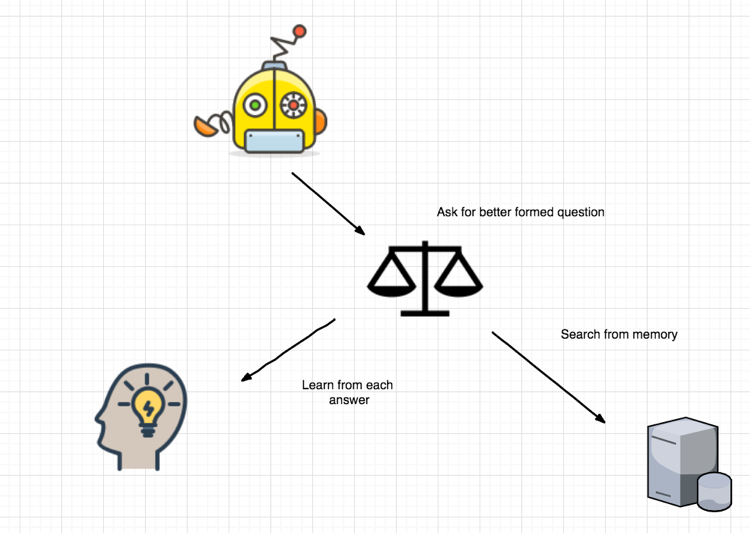 Ask for better formed question
Search from memory
Learn from each
answer